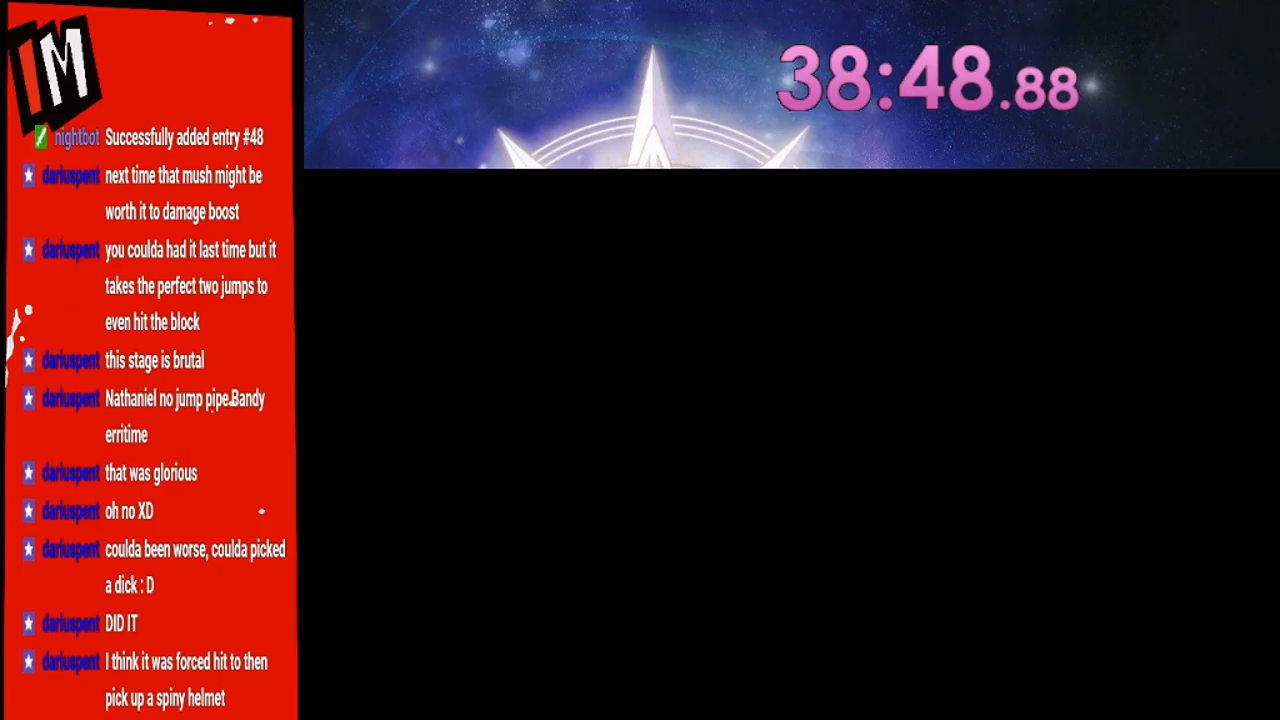 IM
38:48.88
nightbot Successfully added entry #48
dariuspent next time that mush might be
worth it to damage boost
dariuspent you coulda had it last time but it
takes the perfect two jumps to
even hit the block
dariuspent this stage is brutal
dariuspent Nathaniel no jump pipe.Bandy
erritime
dariuspent that was glorious
dariuspent oh no XD
dariuspent coulda been worse, coulda picked
a dick : D
dariuspent DID IT
dariuspent I think it was forced hit to then
pick up a spiny helmet